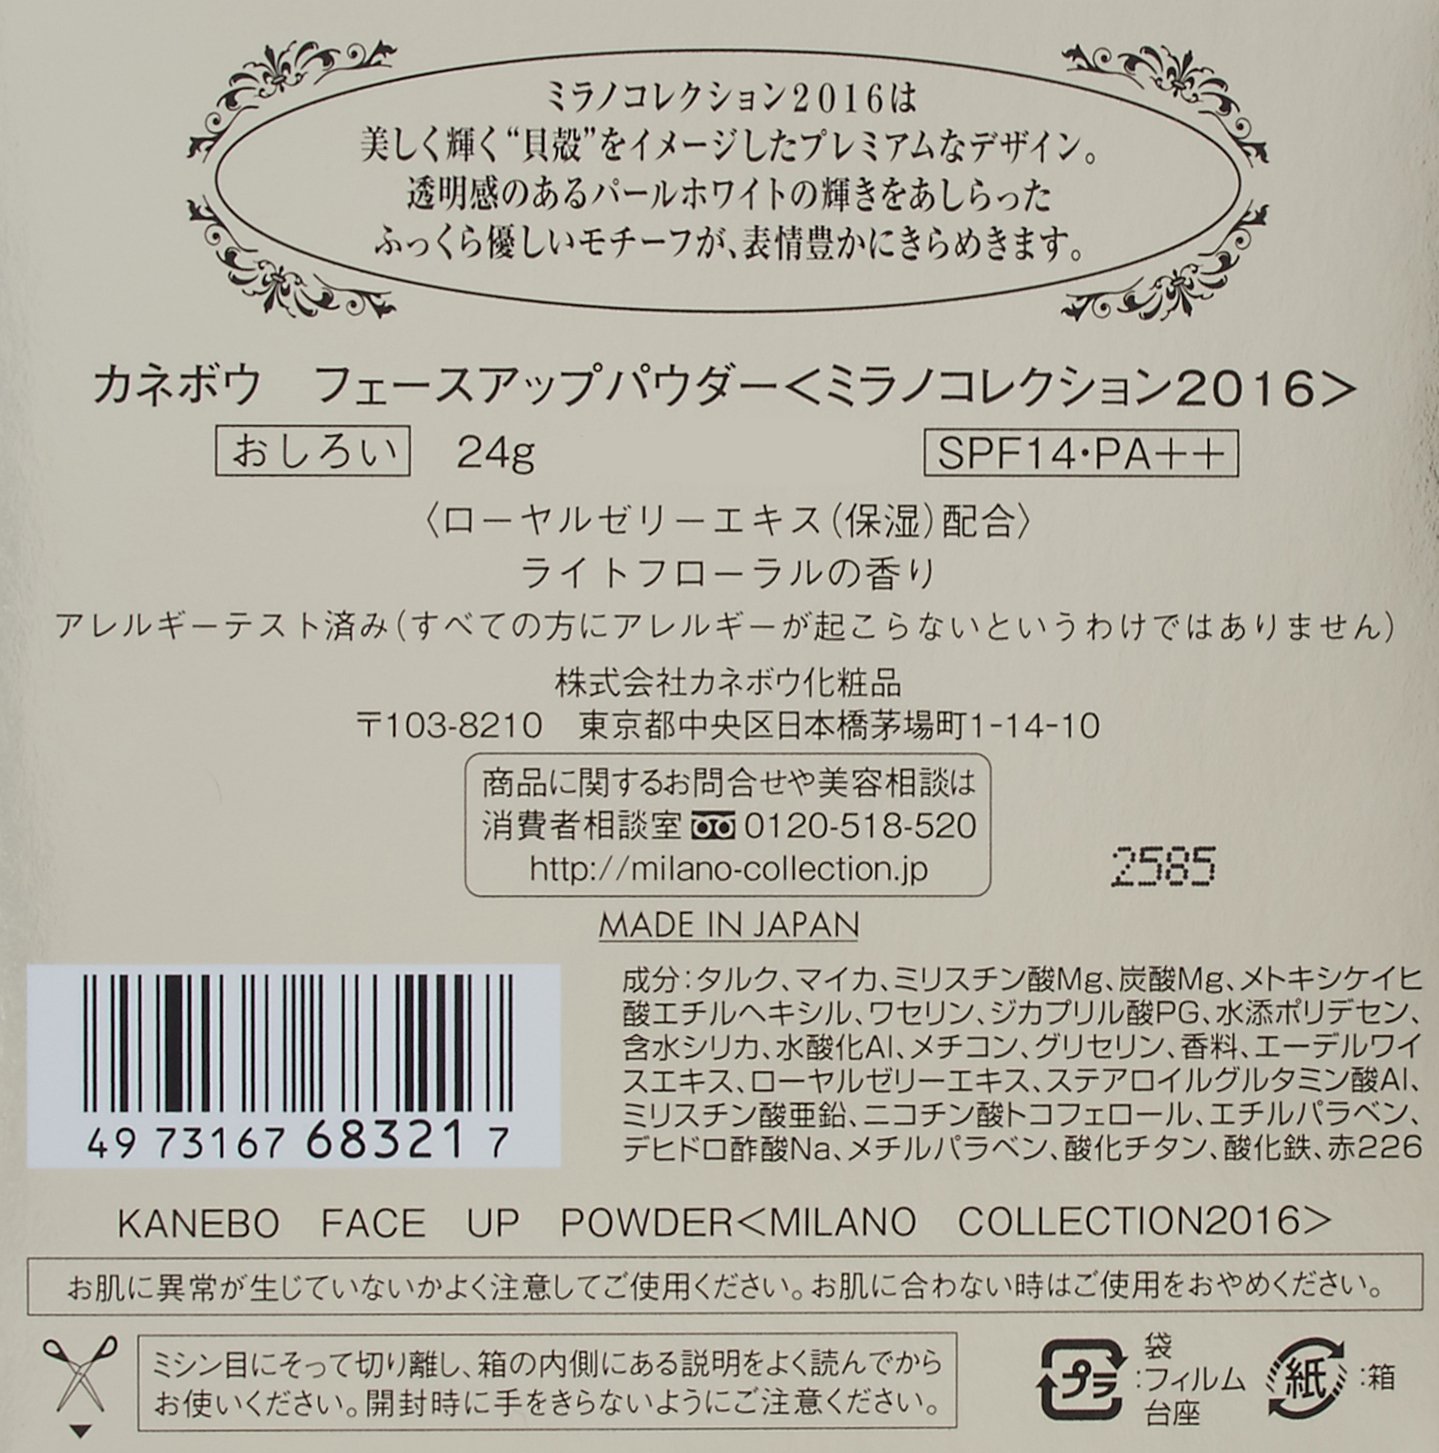 ミラノコレクション2016は
美しく輝く“貝殻”をイメージしたプレミアムなデザイン。
透明感のあるパールホワイトの輝きをあしらった
ふっくら優しいモチーフが、表情豊かにきらめきます。
カネボウ　フェースアップパウダー＜ミラノコレクション2016＞
おしろい　24g　SPF14・PA＋＋
〈ローヤルゼリーエキス(保湿)配合〉
ライトフローラルの香り
アレルギーテスト済み(すべての方にアレルギーが起こらないというわけではありません)
株式会社カネボウ化粧品
〒103-8210　東京都中央区日本橋茅場町1-14-10
商品に関するお問合せや美容相談は
消費者相談室 0120-518-520
http://milano-collection.jp
2585
MADE IN JAPAN
成分：タルク、マイカ、ミリスチン酸Mg、炭酸Mg、メトキシケイヒ
酸エチルヘキシル、ワセリン、ジカプリル酸PG、水添ポリデセン、
含水シリカ、水酸化Al、メチコン、グリセリン、香料、エーデルワイ
スエキス、ローヤルゼリーエキス、ステアロイルグルタミン酸Al、
ミリスチン酸亜鉛、ニコチン酸トコフェロール、エチルパラベン、
デヒドロ酢酸Na、メチルパラベン、酸化チタン、酸化鉄、赤226
49 73167 68321 7
KANEBO FACE UP POWDER＜MILANO COLLECTION2016＞
お肌に異常が生じていないかよく注意してご使用ください。お肌に合わない時はご使用をおやめください。
ミシン目にそって切り離し、箱の内側にある説明をよく読んでから
お使いください。開封時に手をきらないようにご注意ください。
プラ
袋
：フィルム
台座
紙：箱